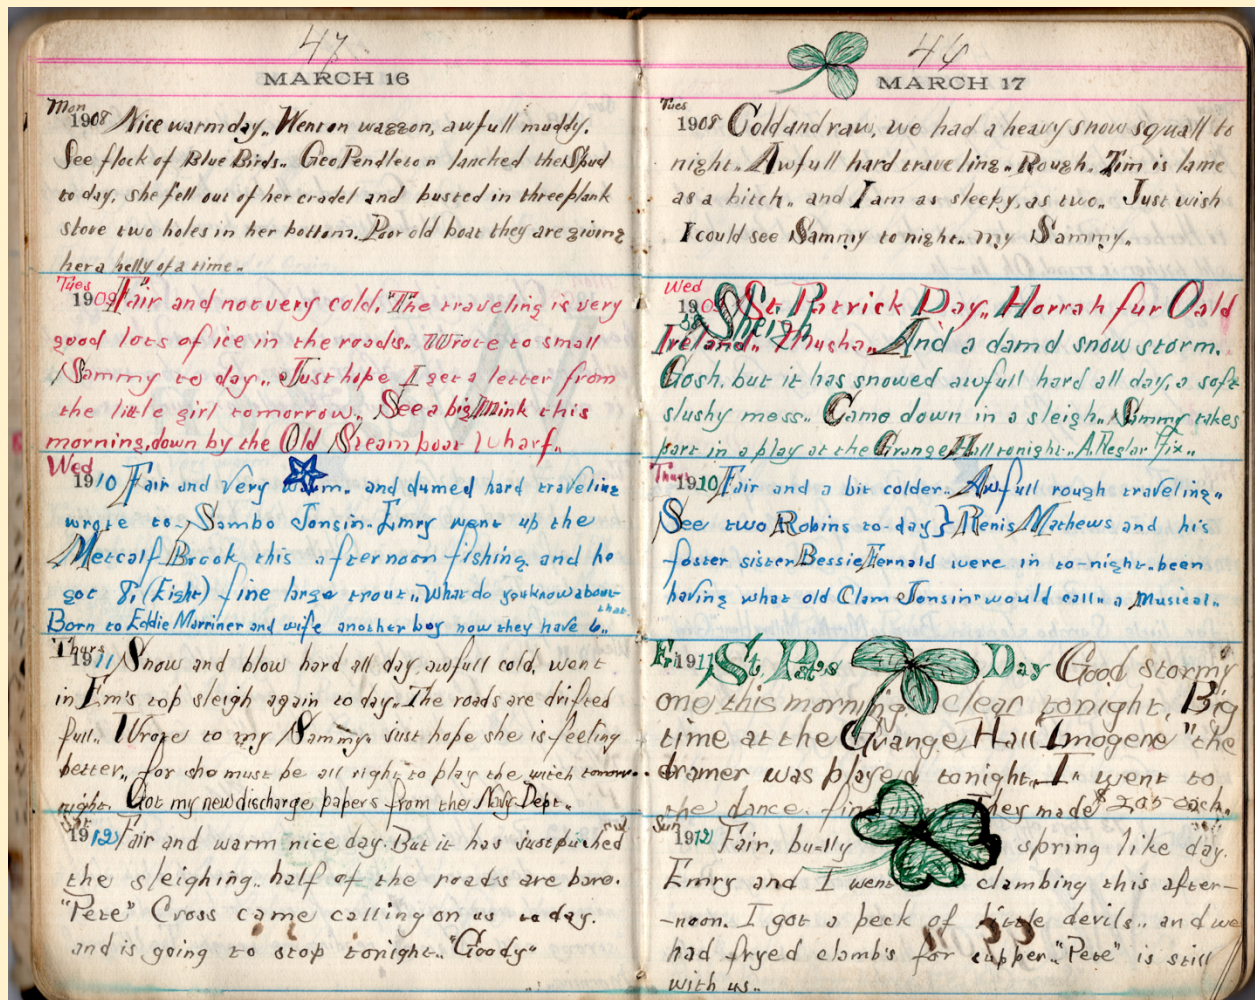 47
MARCH 16
Mon
1908 Nice warm day.. Went on waggon, awfull muddy.
See flock of Blue Birds.. Geo Pendleton lanched the Spud
to day, she fell out of her cradel and busted in three plank
stove two holes in her bottom. Poor old boat they are giving
her a helly of a time..
Tues
1909 Fair and not very cold. The traveling is very
good lots of ice in the roads.. Wrote to small
Sammy to day.. Just hope I get a letter from
the little girl tomorrow.. See a big Mink this
morning, down by the Old Steam boat Wharf..
Wed
1910 Fair and very warm. and dumed hard traveling
wrote to- Sambo Jonsin- Emry went up the
Metcalf Brook this afternoon fishing and he
got 8, (Eight) fine large trout.. What do you know about
that
Born to Eddie Marriner and wife another boy now they have 6..
Thurs
1911 Snow and blow hard all day, awfull cold. went
in Em's top sleigh again to day. The roads are drifted
full.. Wrote to my Sammy. Just hope she is feeling
better.. for she must be all right to play the witch tomorr..
night. Got my new discharge papers from the Navy Dept..
1912 Fair and warm nice day. But it has just puched
the sleighing.. half of the roads are bare.
"Pete" Cross came calling on us to day.
and is going to stop tonight.. "Goody"
44
MARCH 17
Tues
1908 Cold and raw, we had a heavy snow squall to
night.. Awfull hard traveling.. Rough. Tim is lame
as a bitch.. and I am as sleepy, as two.. Just wish
I could see Sammy to night.. my Sammy.
Wed
1909 St. Patrick Day.. Horrah fur Oald
Ireland.. Musha.. And a damd snow storm.
Gosh, but it has snowed awfull hard all day, a soft
slushy mess.. Came down in a sleigh.. Sammy takes
part in a play at the Grange Hall tonight.. A Reglar Fix..
Thurs
1910 Fair and a bit colder.. Awfull rough traveling..
See two Robins to-day} Renis Mathews and his
foster sister Bessie Fernald were in to-night. been
having what old Clam Jonsin would call a Musical..
Fri 1911 St. Pats Day Good stormy
one this morning, clear tonight. Big
time at the Grange Hall Imogene "the
dramer was played tonight.. I went to
the dance. They made $ each..
Sun
1912 Fair, bu-lly spring like day.
Emry and I went clambing this after-
-noon. I got a peck of little devils.. and we
had fryed clamb's for supper.. "Pete" is still
with us..